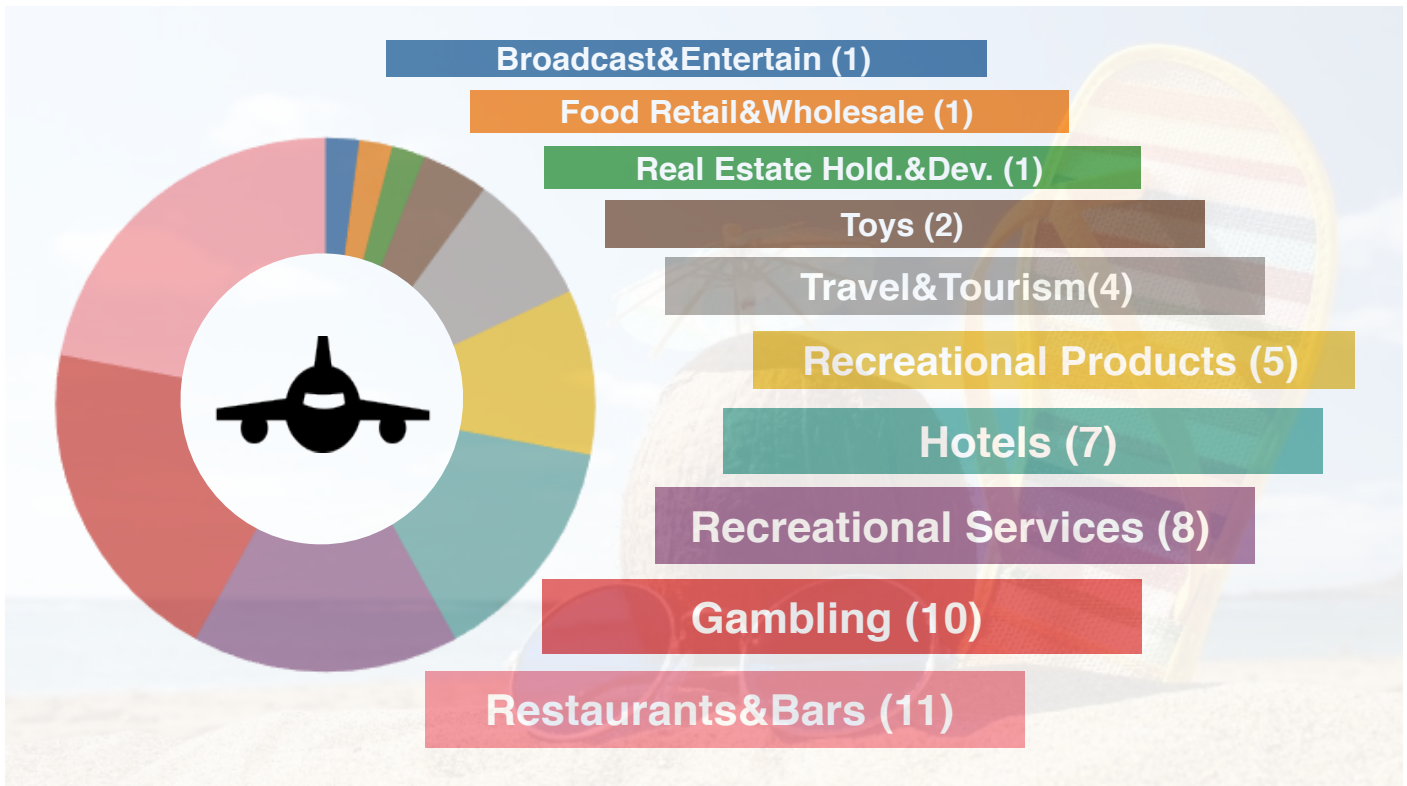 Broadcast&Entertain (1)
Food Retail&Wholesale (1)
Real Estate Hold.&Dev. (1)
Toys (2)
Travel&Tourism(4)
Recreational Products (5)
Hotels (7)
Recreational Services (8)
Gambling (10)
Restaurants&Bars (11)